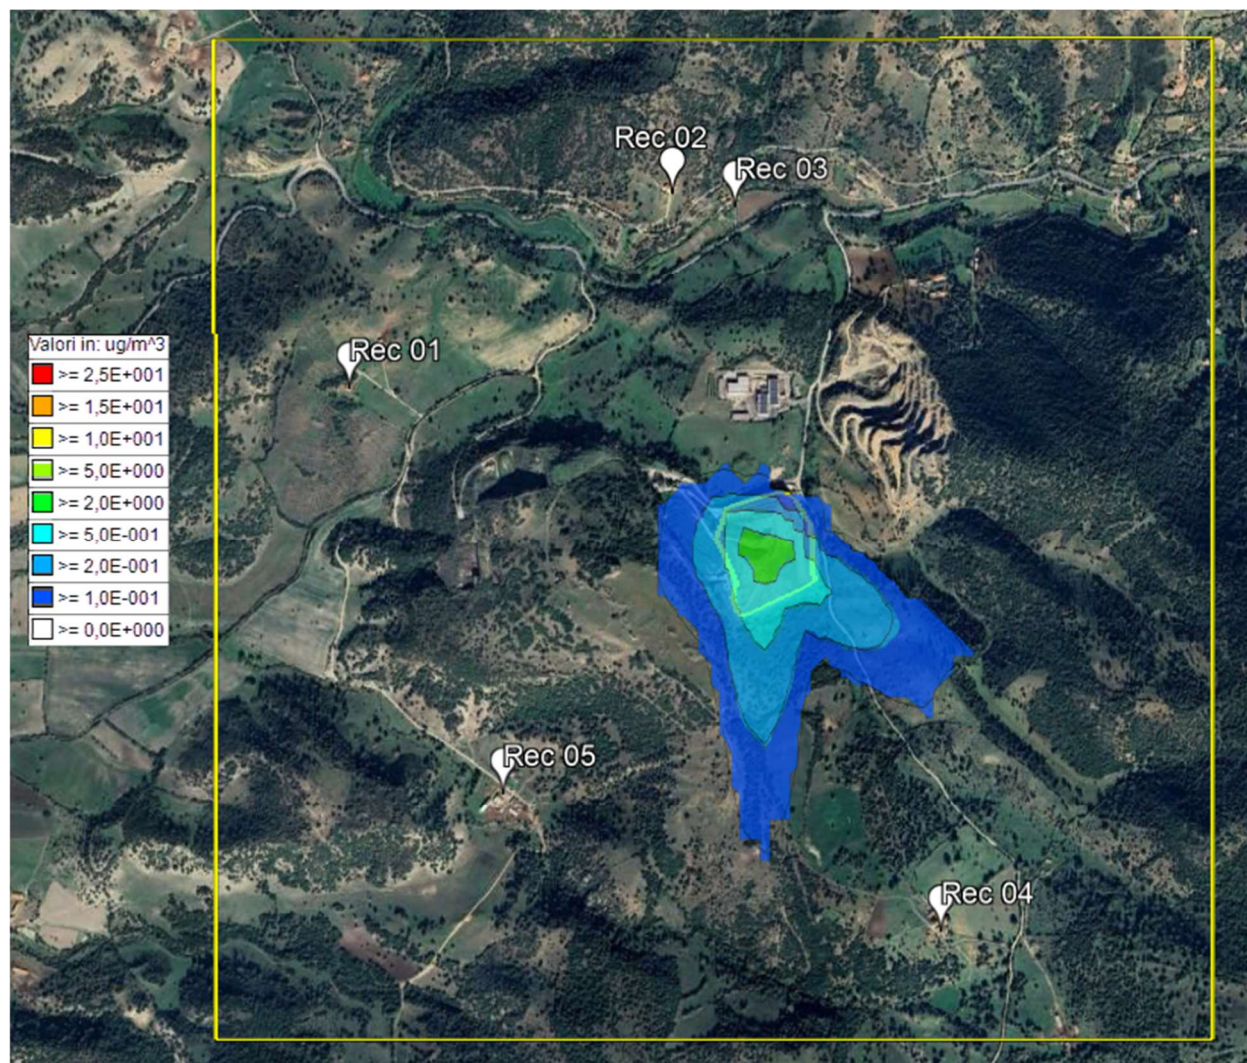 Rec 02
Rec 03
Rec 01
Valori in: ug/m^3
>= 2,5E+001
>= 1,5E+001
>= 1,0E+001
>= 5,0E+000
>= 2,0E+000
>= 5,0E-001
>= 2,0E-001
>= 1,0E-001
>= 0,0E+000
Rec 05
Rec 04